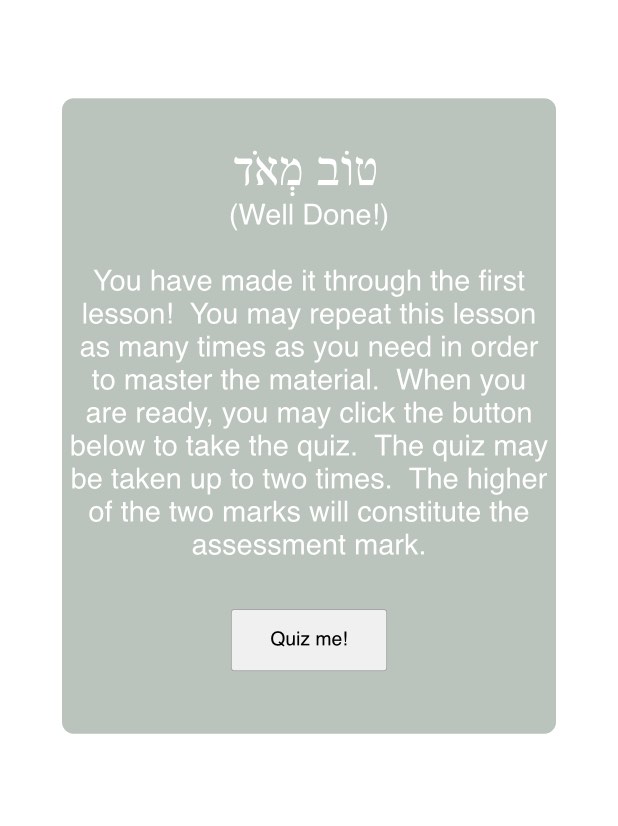 טוֹב מְאֹד
(Well Done!)
You have made it through the first
lesson!  You may repeat this lesson
as many times as you need in order
to master the material.  When you
are ready, you may click the button
below to take the quiz.  The quiz may
be taken up to two times.  The higher
of the two marks will constitute the
assessment mark.
Quiz me!